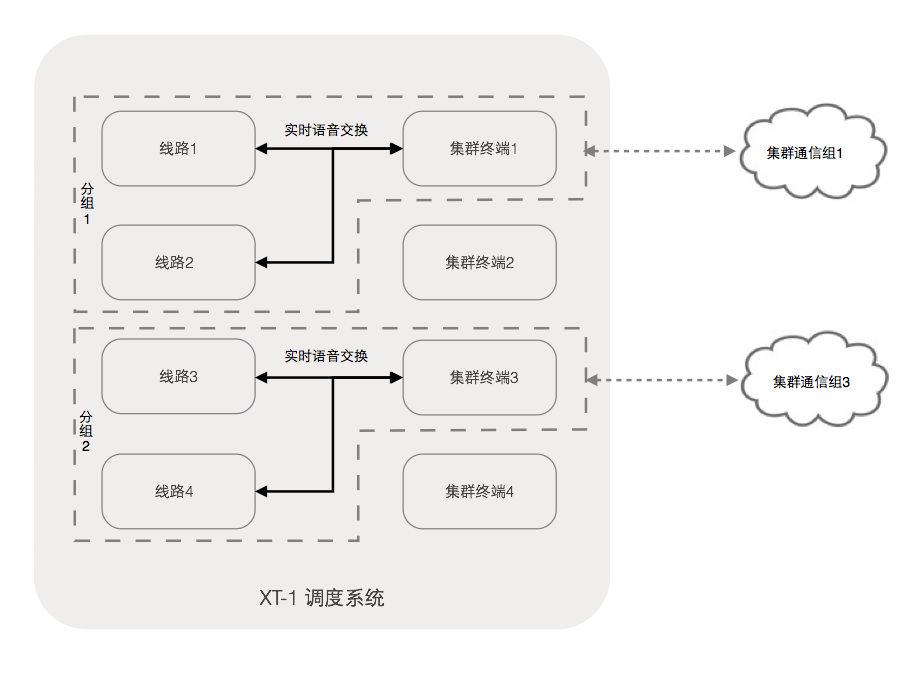 实时语音交换
线路1
集群终端1
集群通信组1
分
组
1
线路2
集群终端2
实时语音交换
线路3
集群终端3
集群通信组3
分
组
2
线路4
集群终端4
XT-1 调度系统